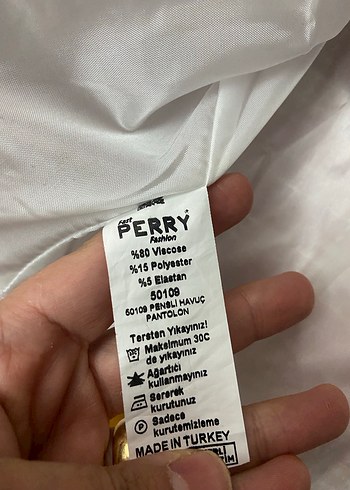 Fast
PERRY
Fashion
%80 Viscose
%15 Polyester
%5 Elastan
50109
50109 PENSLİ HAVUÇ
PANTOLON
Tersten Yıkayınız!
Maksimum 30C
de yıkayınız
Ağartıcı
kullanmayınız
Sererek
kurutunuz
P Sadece
kurutemizleme
MADE IN TURKEY
M